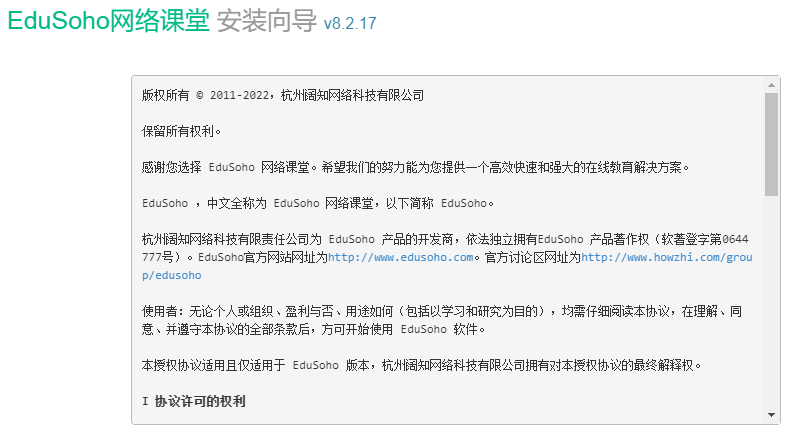 EduSoho网络课堂 安装向导 v8.2.17
版权所有 © 2011-2022，杭州阔知网络科技有限公司
保留所有权利。
感谢您选择 EduSoho 网络课堂。希望我们的努力能为您提供一个高效快速和强大的在线教育解决方案。
EduSoho ，中文全称为 EduSoho 网络课堂，以下简称 EduSoho。
杭州阔知网络科技有限责任公司为 EduSoho 产品的开发商，依法独立拥有EduSoho 产品著作权（软著登字第0644
777号）。EduSoho官方网站网址为http://www.edusoho.com。官方讨论区网址为http://www.howzhi.com/grou
p/edusoho
使用者：无论个人或组织、盈利与否、用途如何（包括以学习和研究为目的），均需仔细阅读本协议，在理解、同
意、并遵守本协议的全部条款后，方可开始使用 EduSoho 软件。
本授权协议适用且仅适用于 EduSoho 版本，杭州阔知网络科技有限公司拥有对本授权协议的最终解释权。
I 协议许可的权利